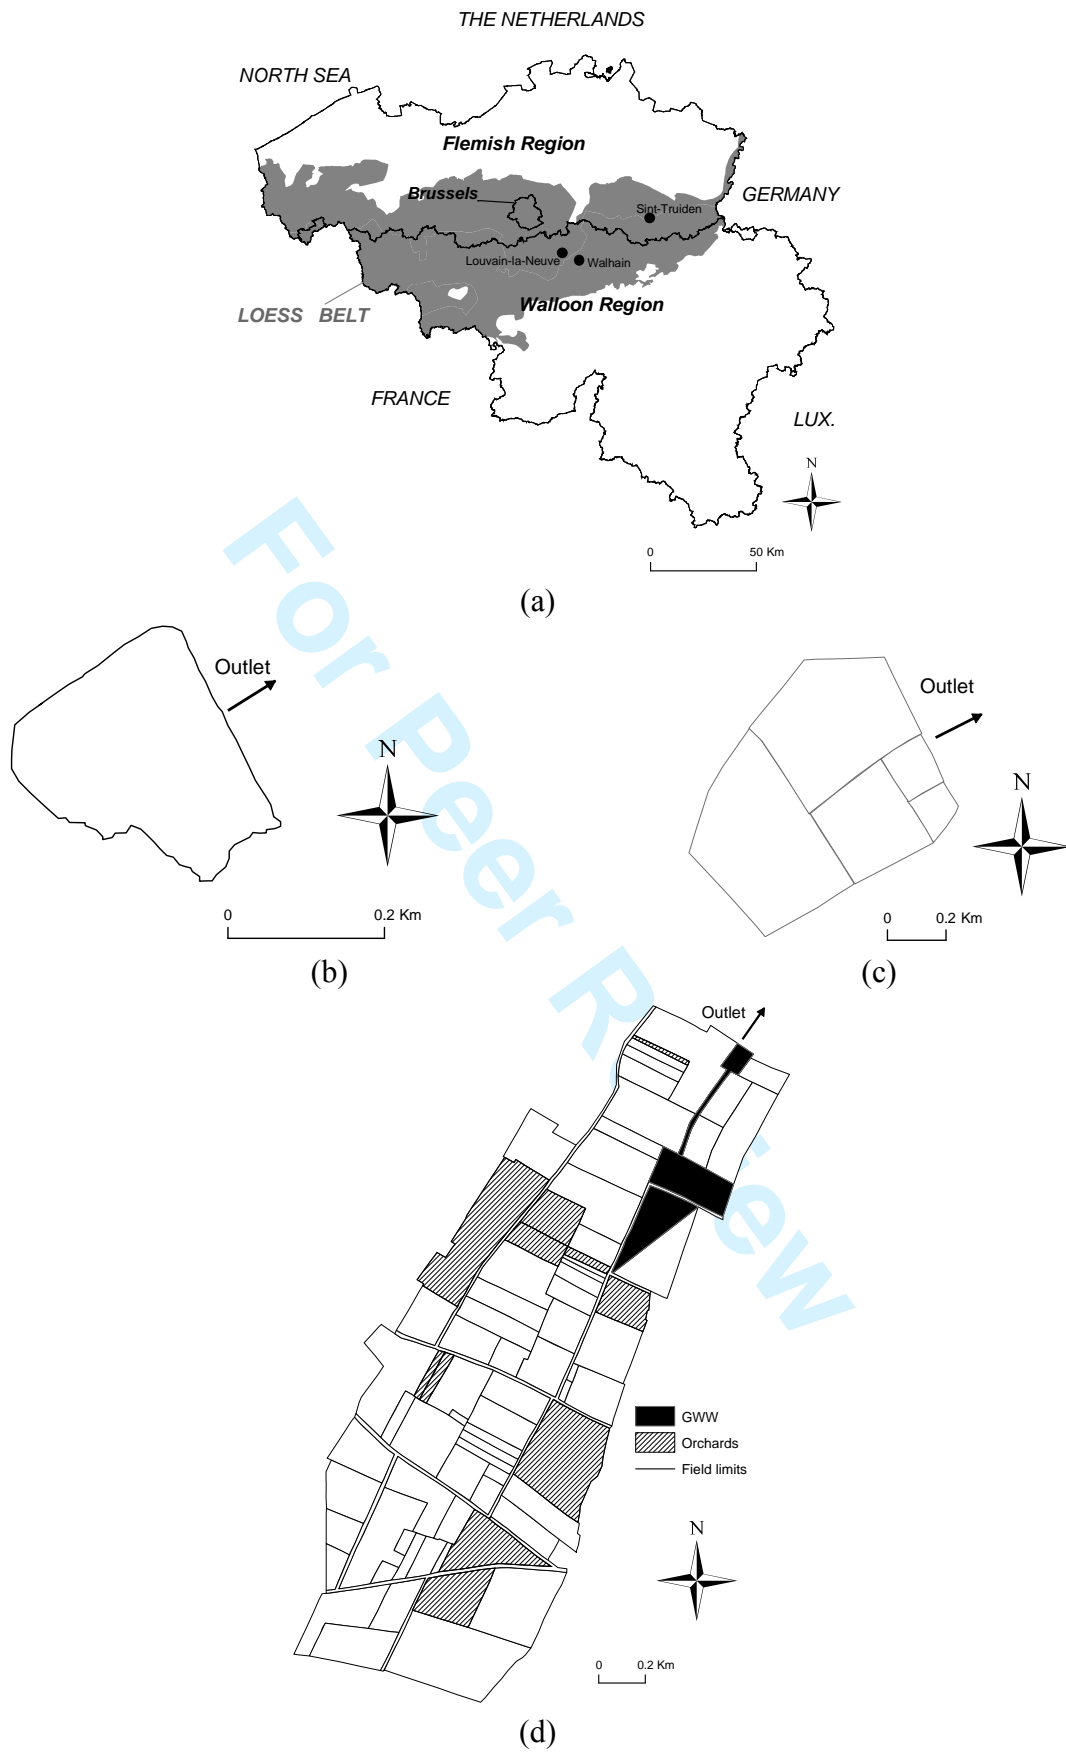 THE NETHERLANDS
NORTH SEA
Flemish Region
Brussels
GERMANY
Sint-Truiden
Louvain-la-Neuve
Walhain
Walloon Region
LOESS BELT
FRANCE
LUX.
N
0 50 Km
(a)
For Peer Review
Outlet
N
0 0.2 Km
(b)
Outlet
N
0 0.2 Km
(c)
Outlet
GWW
Orchards
Field limits
N
0 0.2 Km
(d)